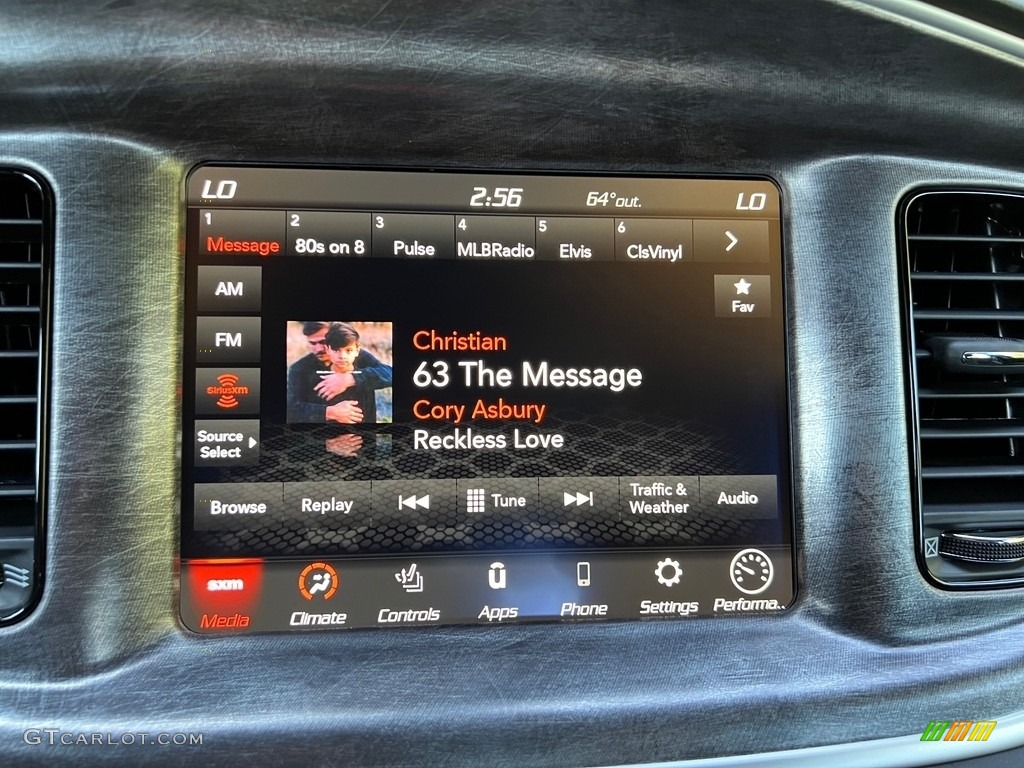 LO 2:56 64°out. LO
1 2 3 4 5 6
Message 80s on 8 Pulse MLBRadio Elvis ClsVinyl
AM
Fav
FM
Christian
63 The Message
SiriusXM
Cory Asbury
Source
Select
Reckless Love
Browse Replay Tune Traffic &
Weather Audio
sxm
Media Climate Controls Apps Phone Settings Performa..
GTCarlot.com